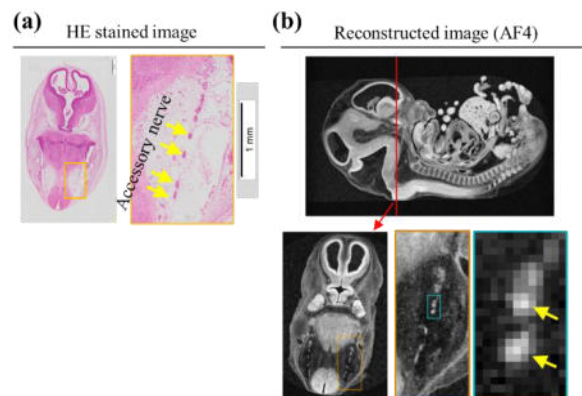 (a)
HE stained image
Accessory nerve
1 mm
(b)
Reconstructed image (AF4)